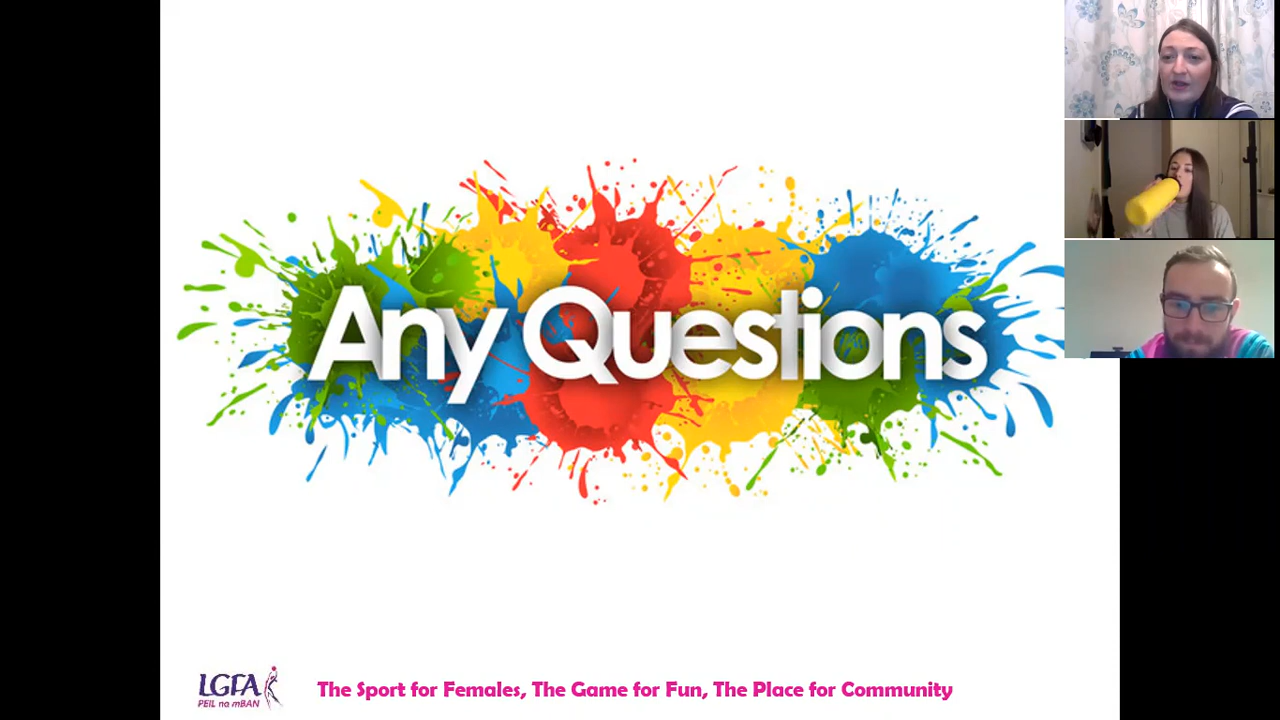 Any Questions
LGFA
PEIL na mBAN
The Sport for Females, The Game for Fun, The Place for Community